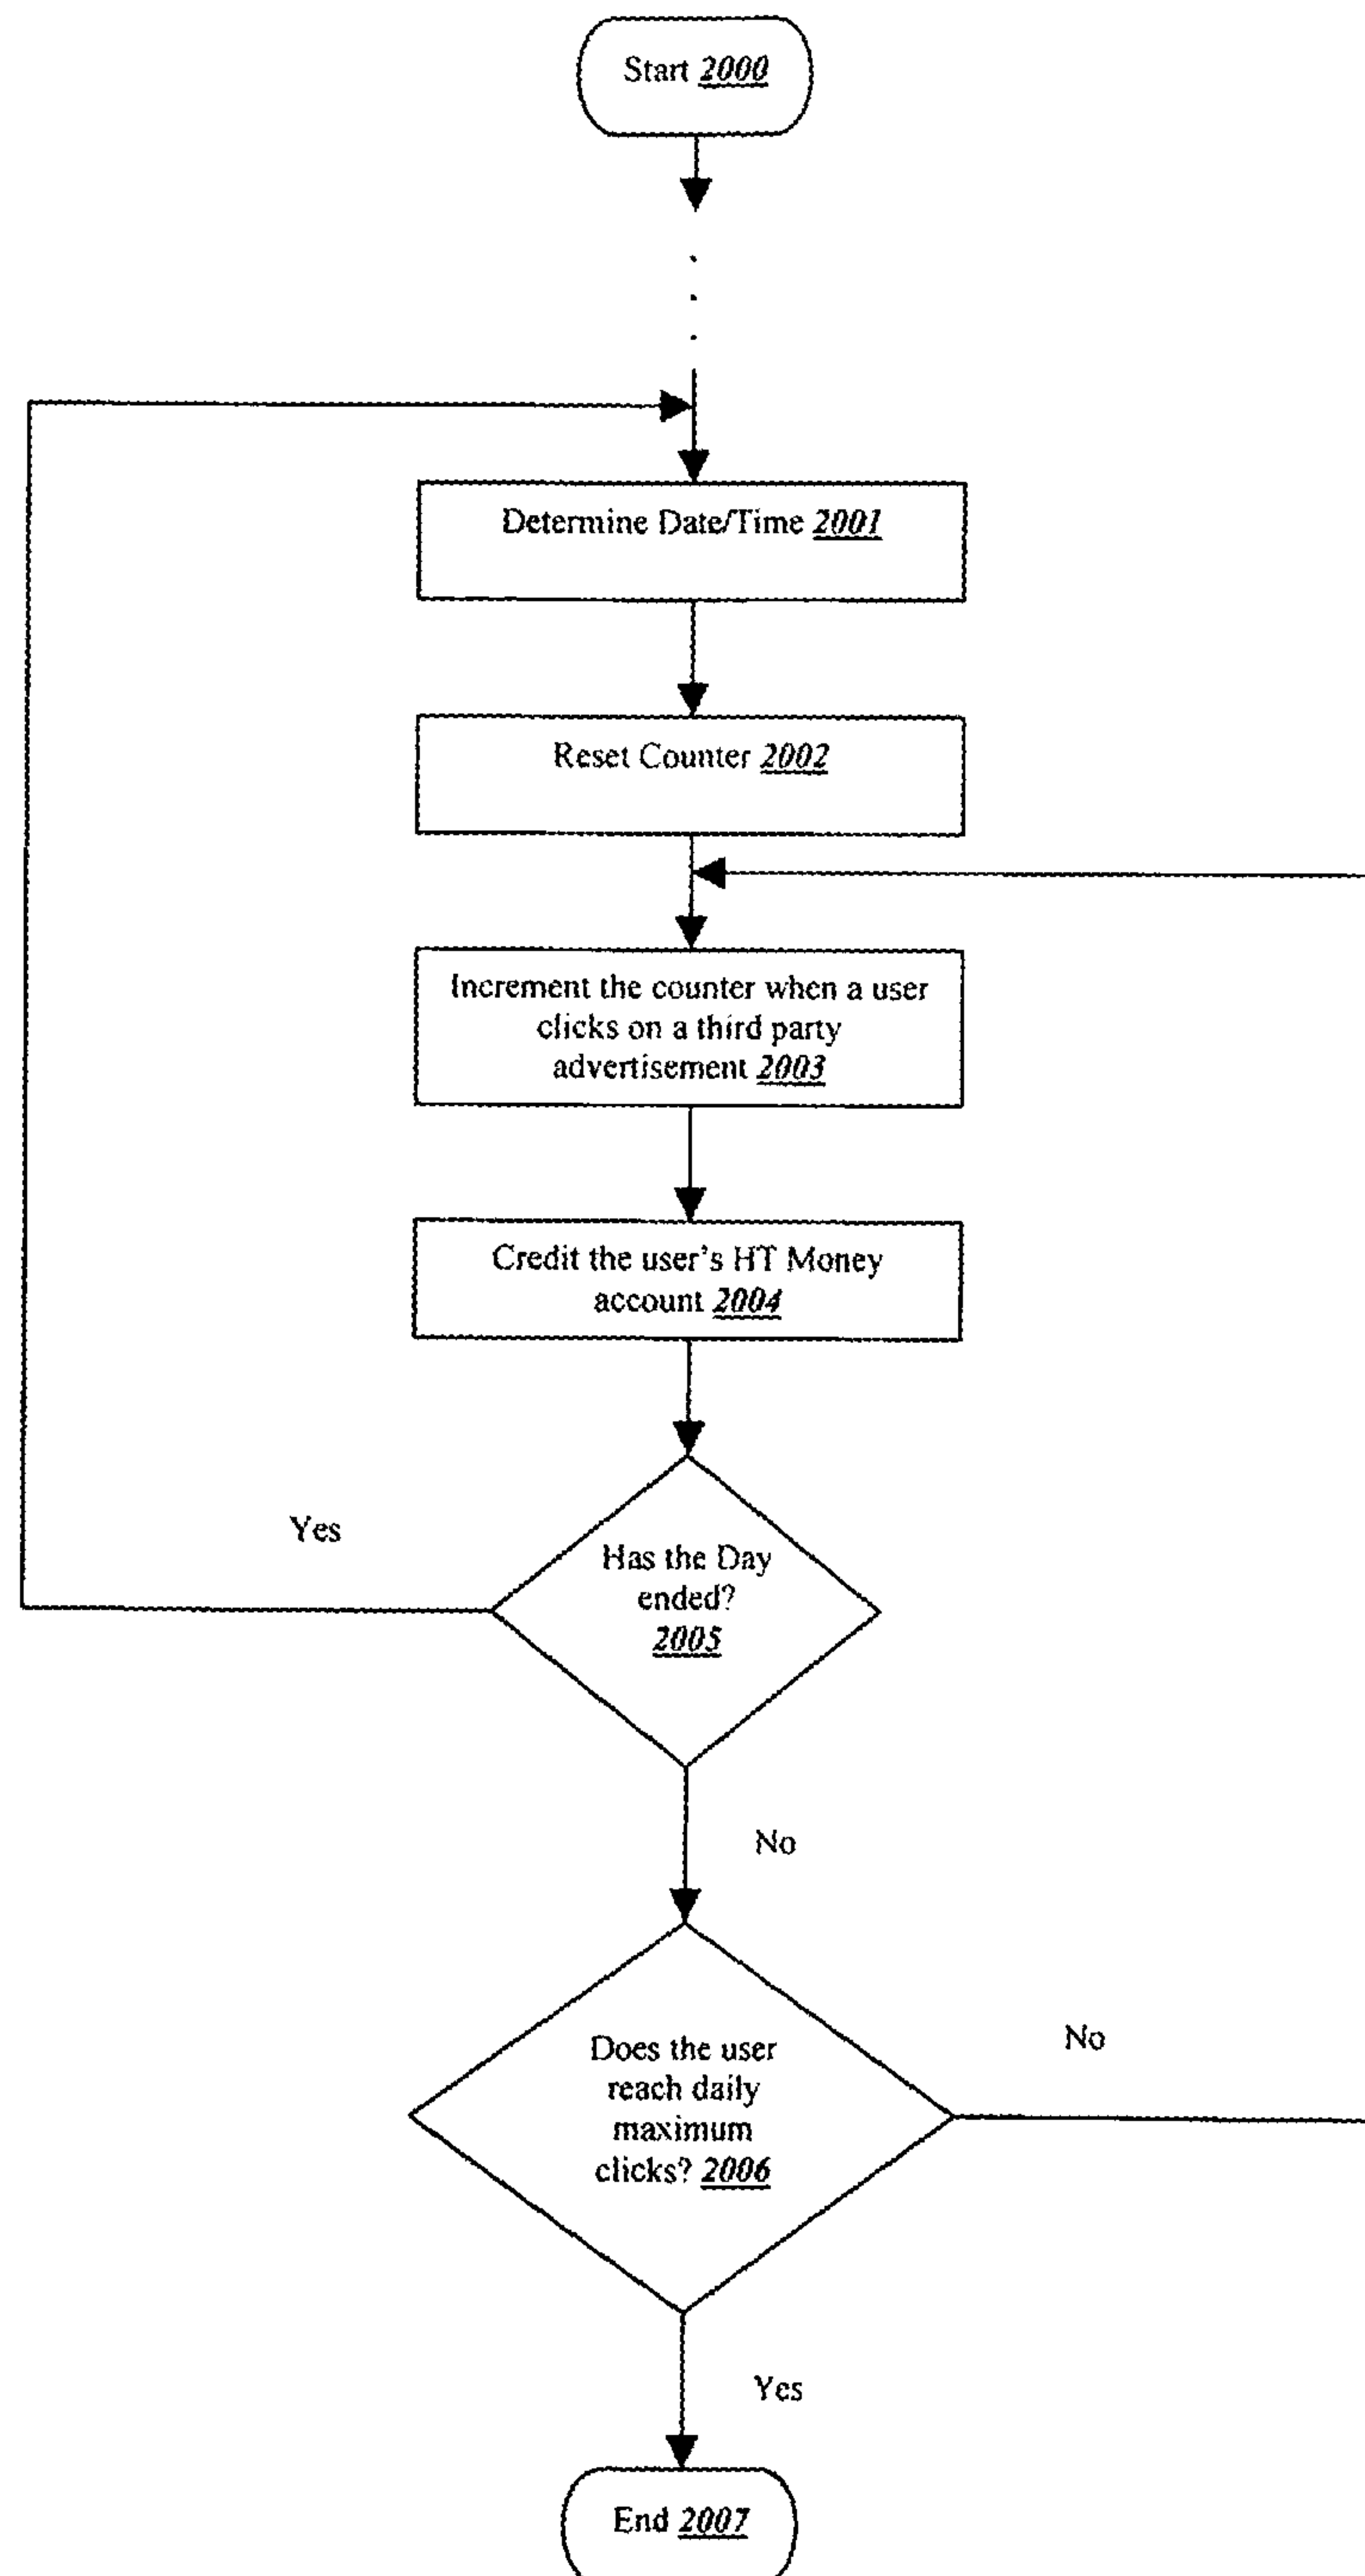 Start 2000
Determine Date/Time 2001
Reset Counter 2002
Increment the counter when a user
clicks on a third party
advertisement 2003
Credit the user's HT Money
account 2004
Yes
Has the Day
ended?
2005
No
Does the user
reach daily
maximum
clicks? 2006
No
Yes
End 2007